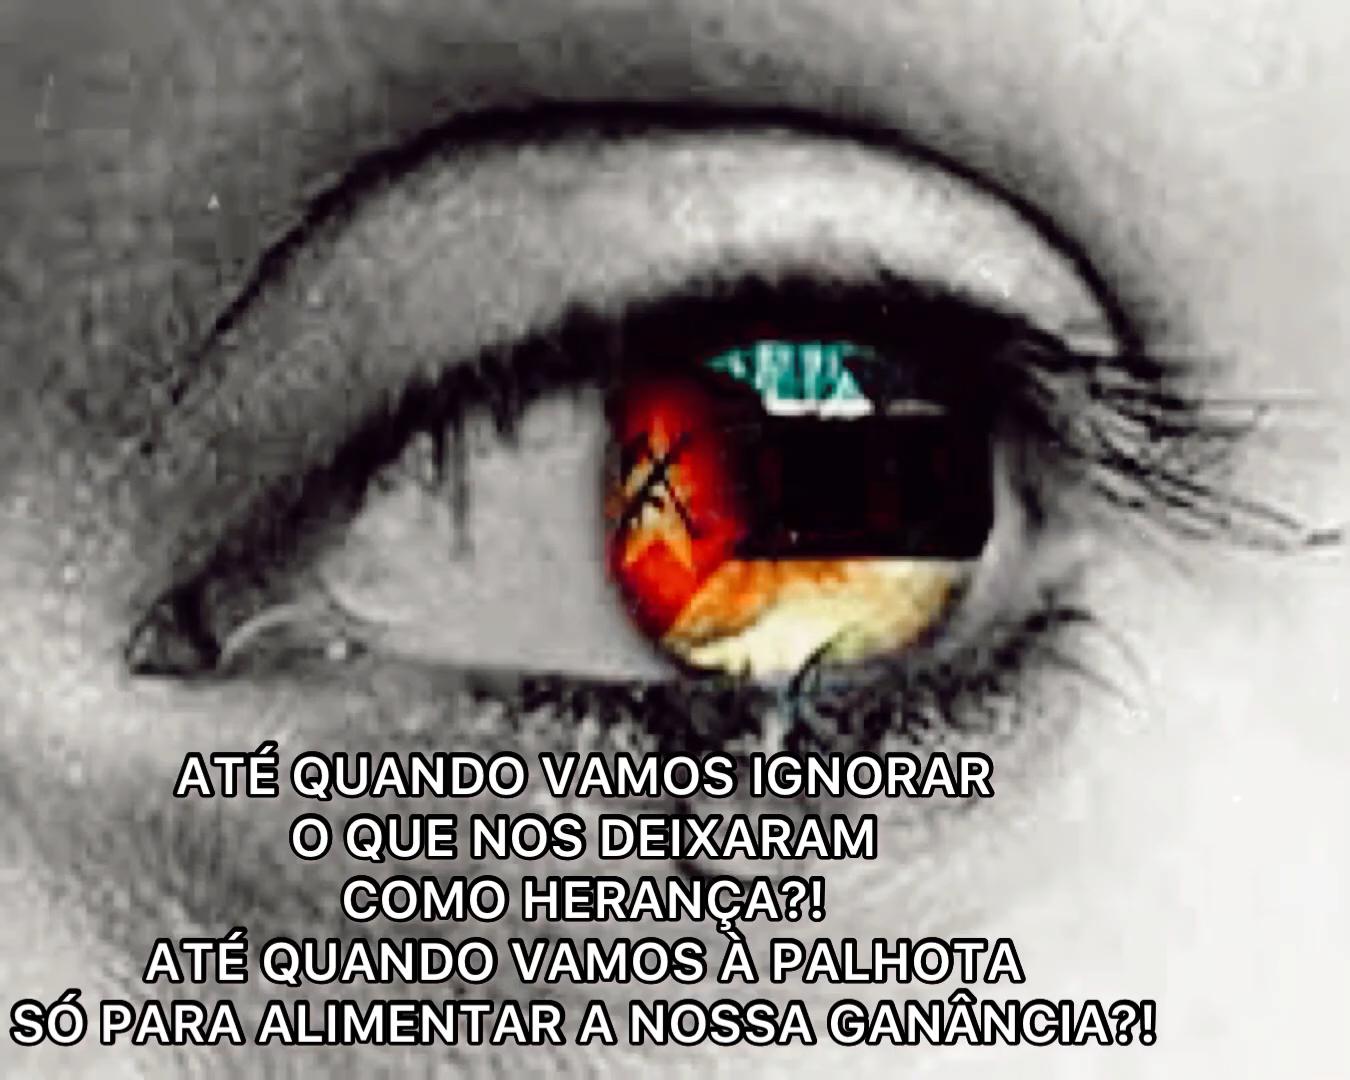 ATÉ QUANDO VAMOS IGNORAR
O QUE NOS DEIXARAM
COMO HERANÇA?!
ATÉ QUANDO VAMOS À PALHOTA
SÓ PARA ALIMENTAR A NOSSA GANÂNCIA?!